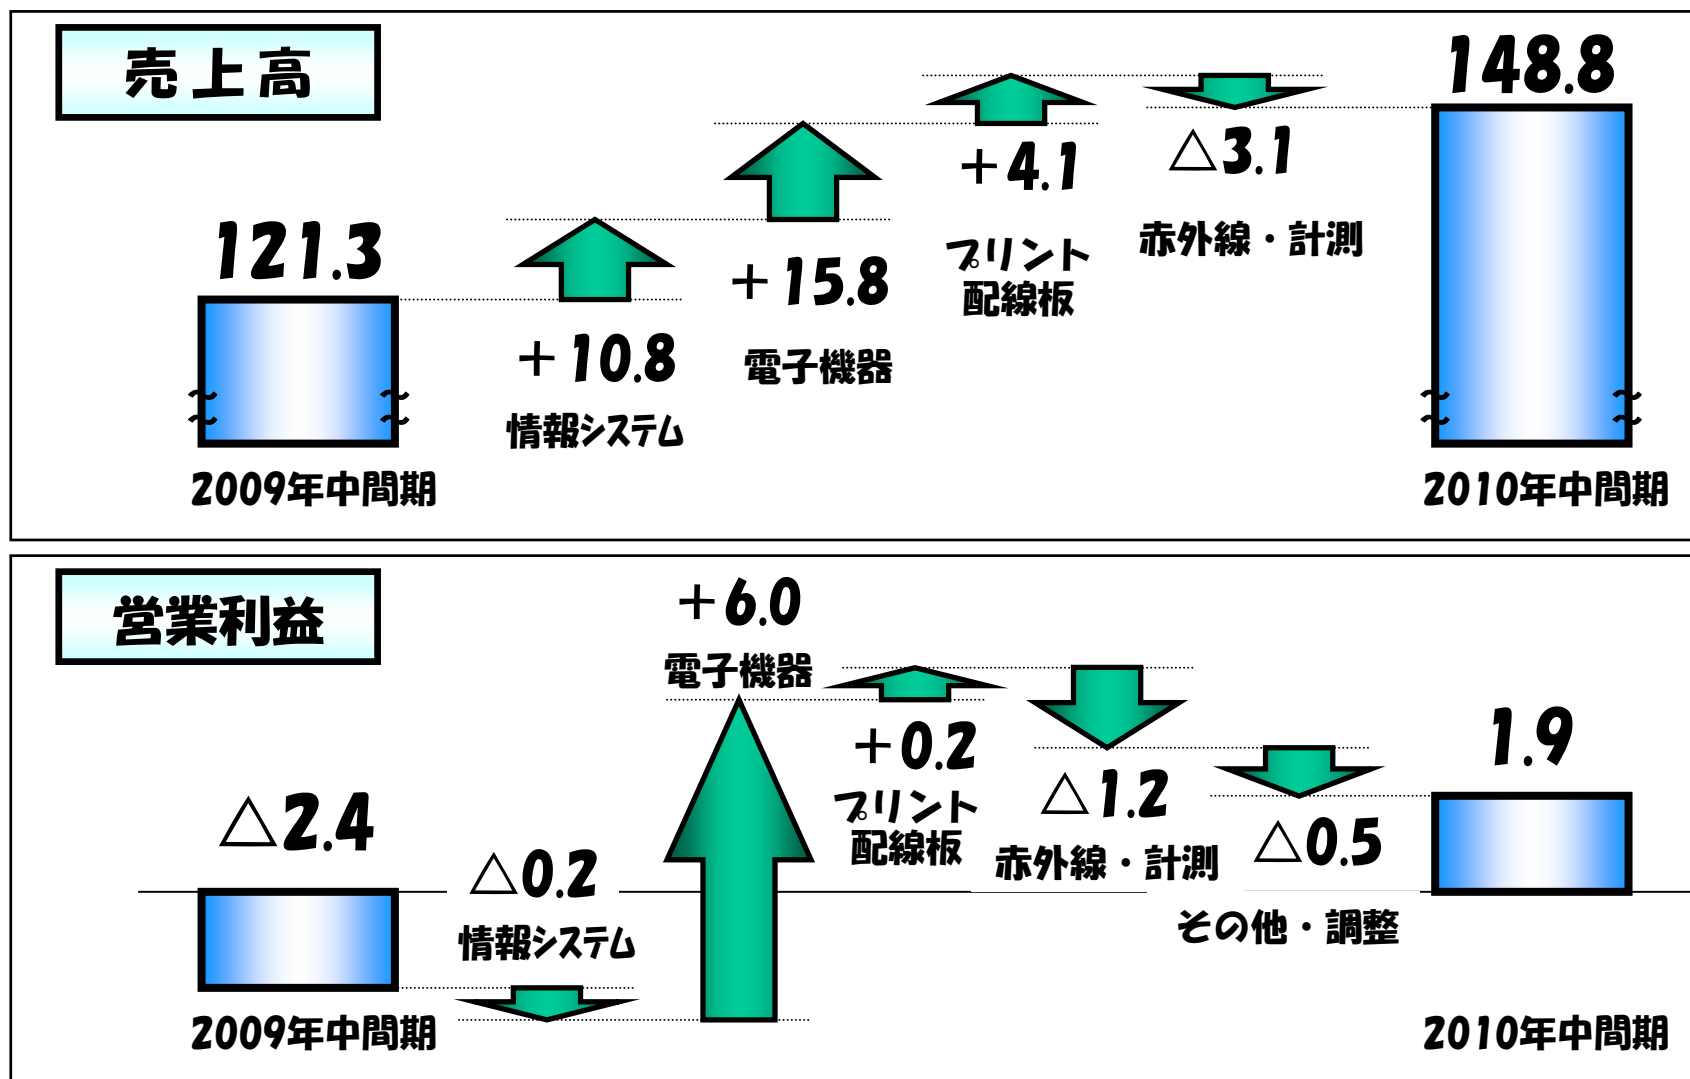 売上高
121.3
2009年中間期
＋10.8
情報システム
＋15.8
電子機器
＋4.1
プリント
配線板
△3.1
赤外線・計測
148.8
2010年中間期
営業利益
△2.4
2009年中間期
△0.2
情報システム
＋6.0
電子機器
＋0.2
プリント
配線板
△1.2
赤外線・計測
△0.5
その他・調整
1.9
2010年中間期